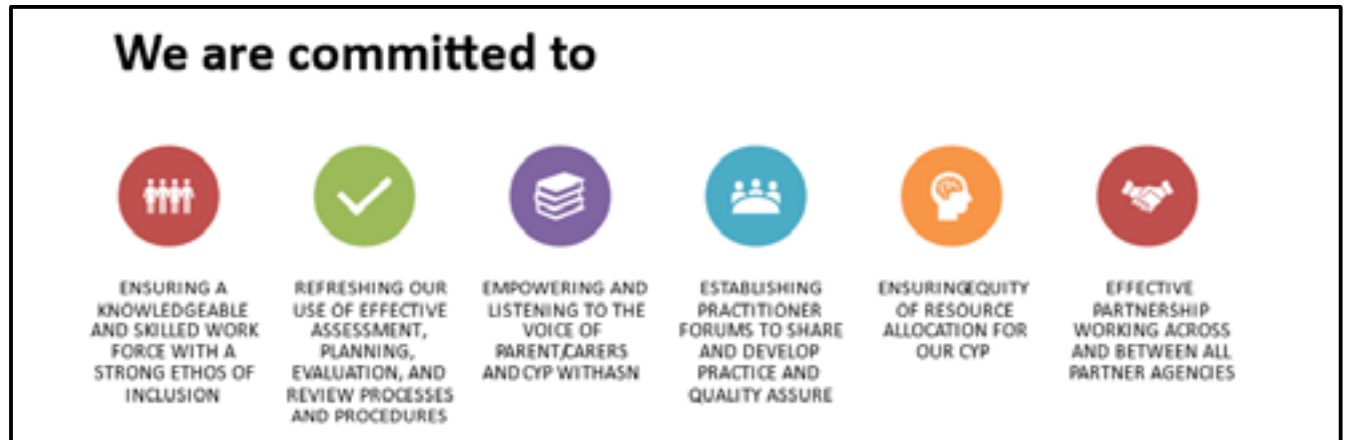 We are committed to
ENSURING A
KNOWLEDGEABLE
AND SKILLED WORK
FORCE WITH A
STRONG ETHOS OF
INCLUSION
REFRESHING OUR
USE OF EFFECTIVE
ASSESSMENT,
PLANNING,
EVALUATION, AND
REVIEW PROCESSES
AND PROCEDURES
EMPOWERING AND
LISTENING TO THE
VOICE OF
PARENT/CARERS
AND CYP WITHASN
ESTABLISHING
PRACTITIONER
FORUMS TO SHARE
AND DEVELOP
PRACTICE AND
QUALITY ASSURE
ENSURINGEQUITY
OF RESOURCE
ALLOCATION FOR
OUR CYP
EFFECTIVE
PARTNERSHIP
WORKING ACROSS
AND BETWEEN ALL
PARTNER AGENCIES